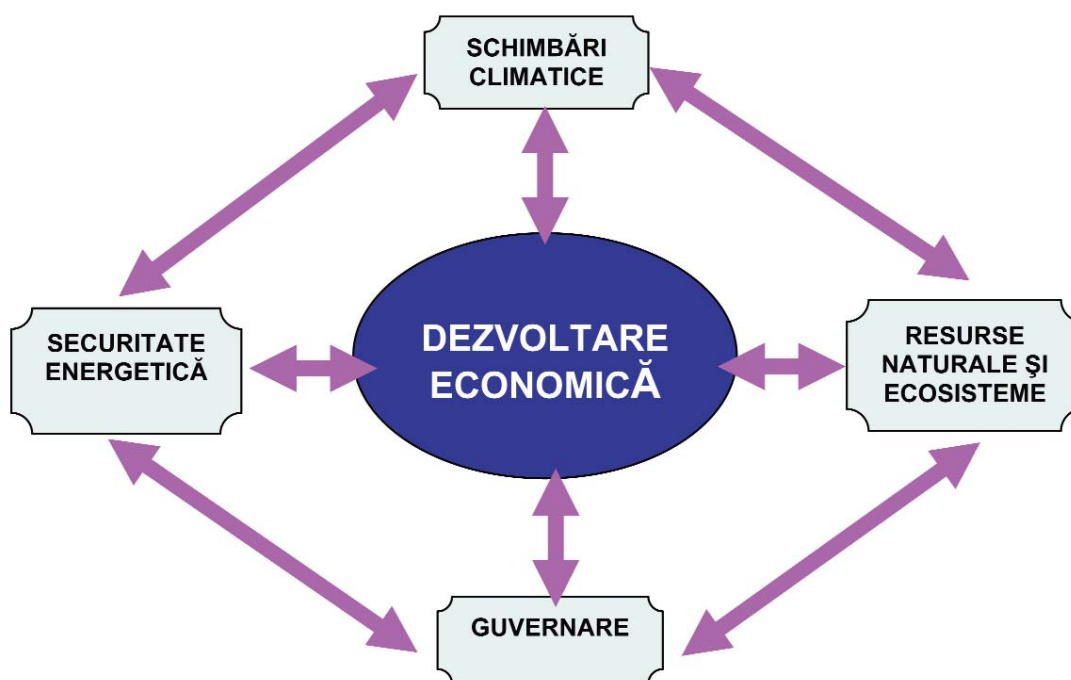 SCHIMBĂRI
CLIMATICE
SECURITATE
ENERGETICĂ
DEZVOLTARE
ECONOMICĂ
RESURSE
NATURALE ŞI
ECOSISTEME
GUVERNARE